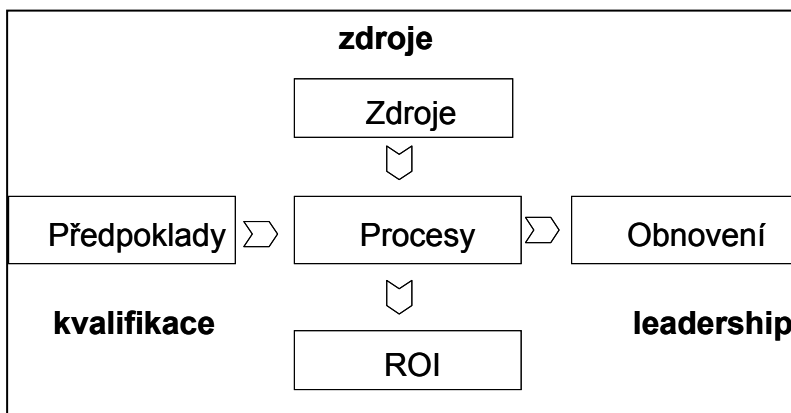 zdroje
Zdroje
Předpoklady
Procesy
Obnovení
kvalifikace
leadership
ROI